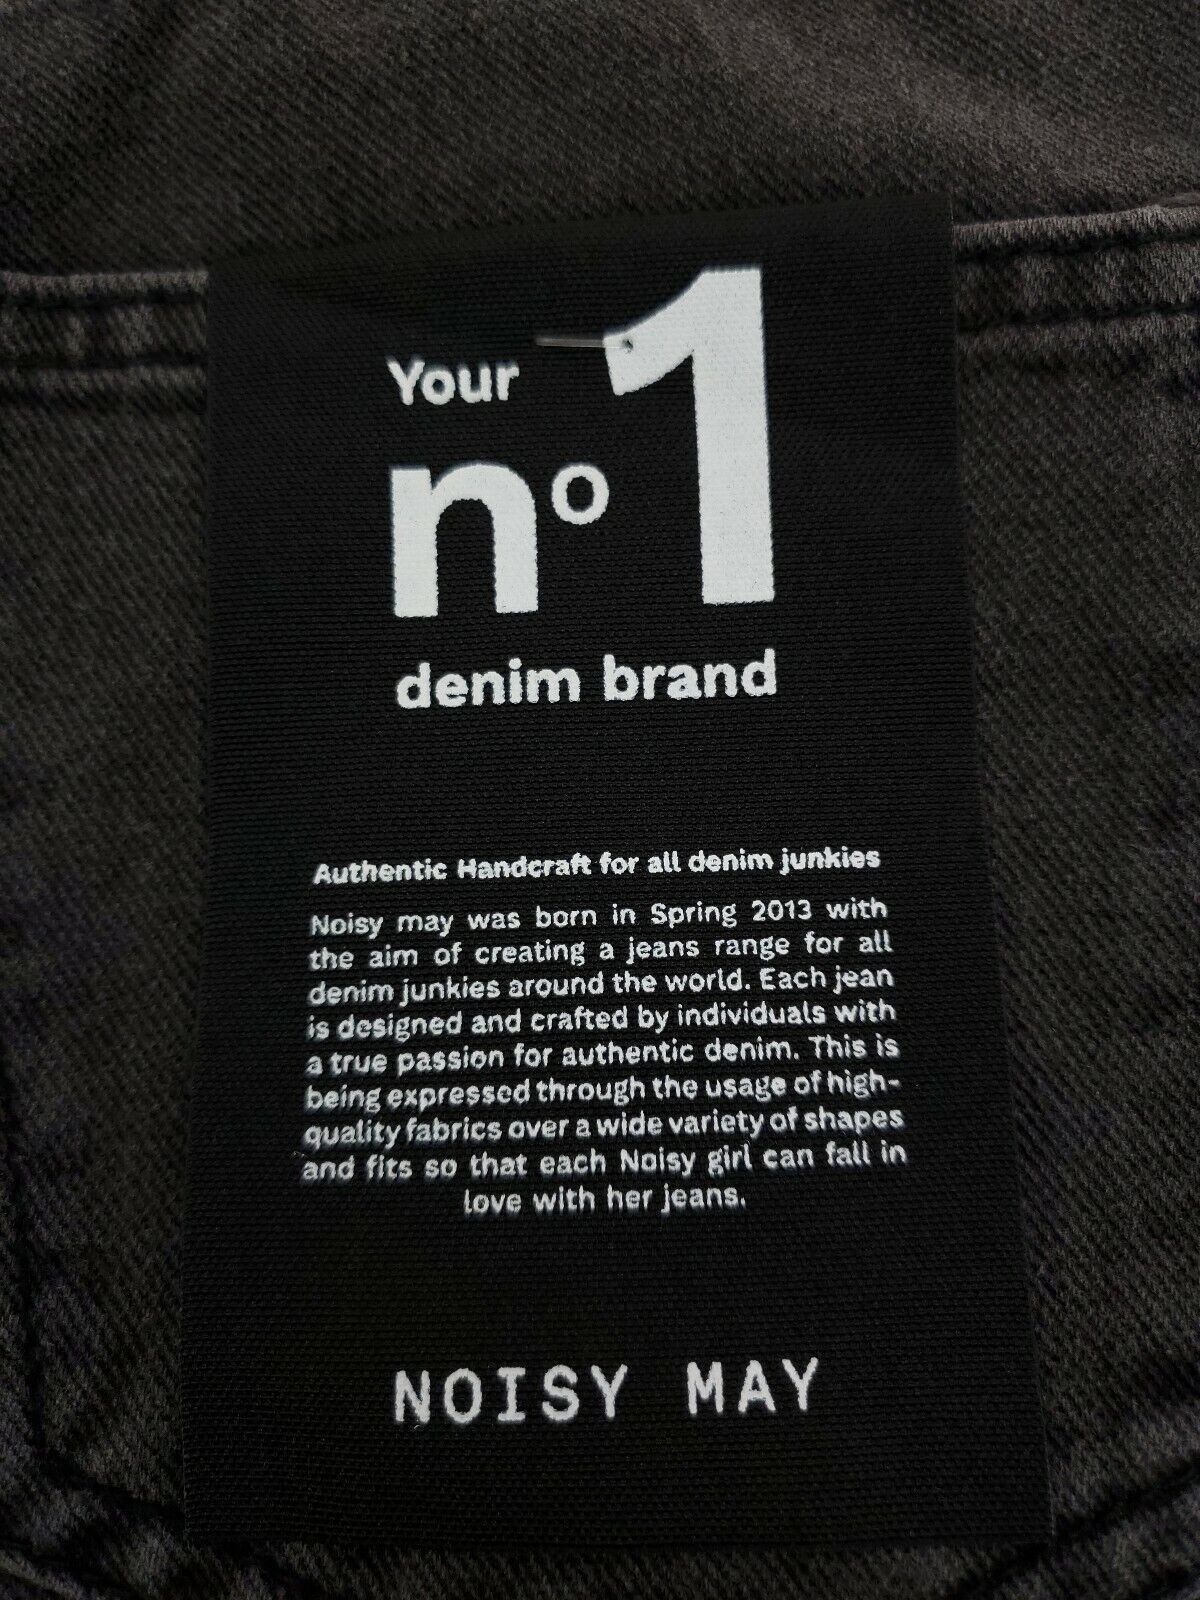 Your
nº1
denim brand
Authentic Handcraft for all denim junkies
Noisy may was born in Spring 2013 with
the aim of creating a jeans range for all
denim junkies around the world. Each jean
is designed and crafted by individuals with
a true passion for authentic denim. This is
being expressed through the usage of high-
quality fabrics over a wide variety of shapes
and fits so that each Noisy girl can fall in
love with her jeans.
NOISY MAY